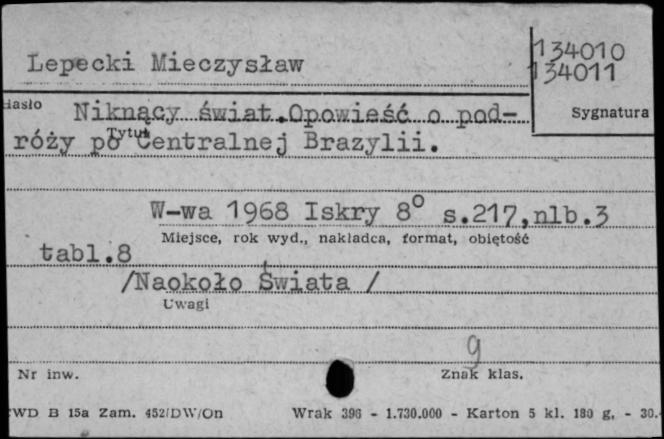 Lepecki Mieczysław
134010
134011
Hasło
Niknący świat.Opowieść o pod-
Sygnatura
Tytuł
róży po Centralnej Brazylii.
W-wa 1968 Iskry 8° s.217,nlb.3
Miejsce, rok wyd., nakładca, format, objętość
tabl.8
/Naokoło Świata /
Uwagi
9
Nr inw.
Znak klas.
WD B 15a Zam. 452/DW/On Wrak 396 - 1.730.000 - Karton 5 kl. 180 g. - 30.